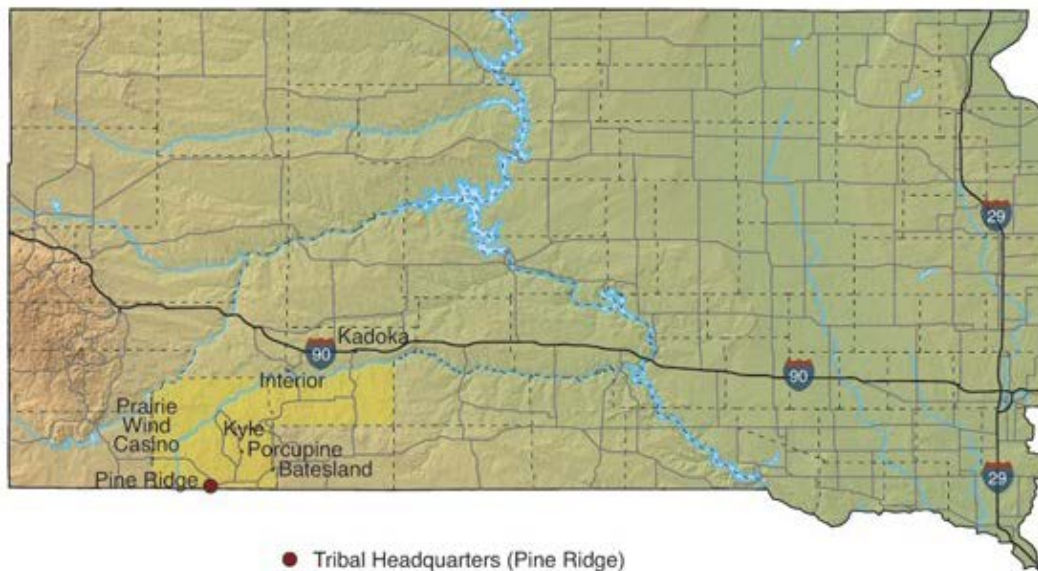 29
Kadoka
90
90
Interior
Prairie
Wind
Casino
Kyle
Porcupine
Batesland
Pine Ridge
29
Tribal Headquarters (Pine Ridge)